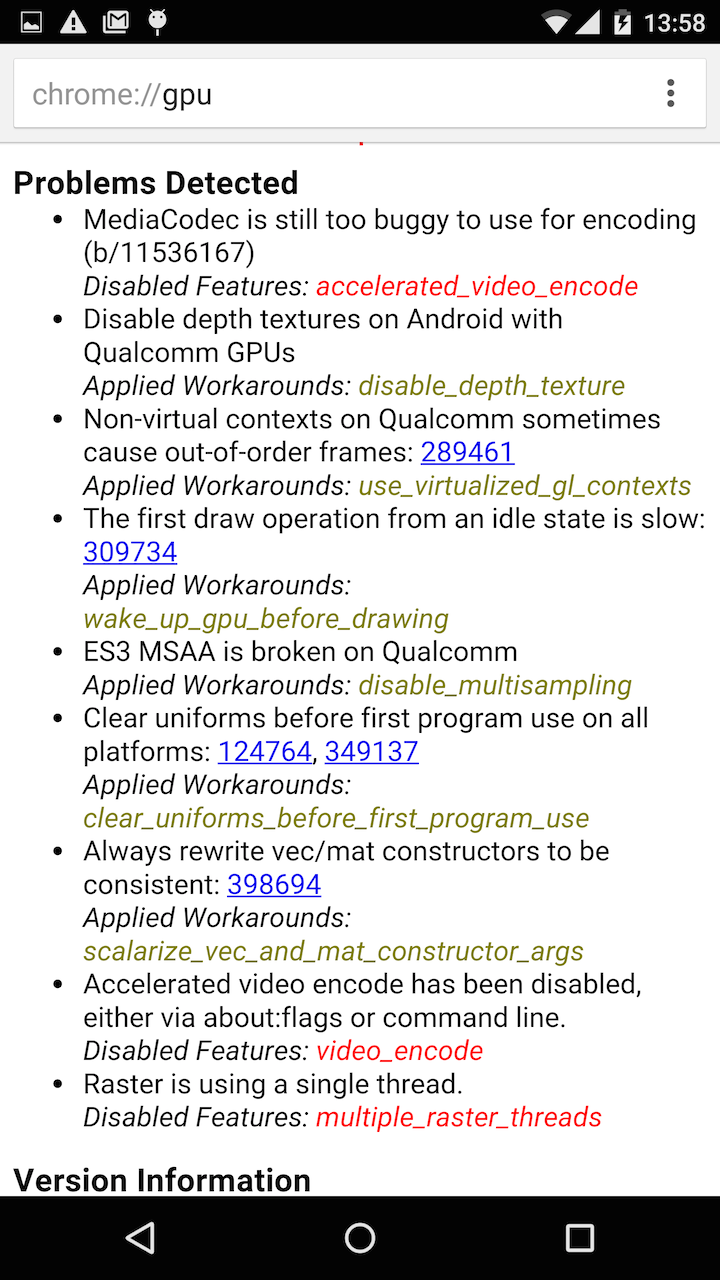 13:58
chrome://gpu
Problems Detected
• MediaCodec is still too buggy to use for encoding
(b/11536167)
Disabled Features: accelerated_video_encode
• Disable depth textures on Android with
Qualcomm GPUs
Applied Workarounds: disable_depth_texture
• Non-virtual contexts on Qualcomm sometimes
cause out-of-order frames: 289461
Applied Workarounds: use_virtualized_gl_contexts
• The first draw operation from an idle state is slow:
309734
Applied Workarounds:
wake_up_gpu_before_drawing
• ES3 MSAA is broken on Qualcomm
Applied Workarounds: disable_multisampling
• Clear uniforms before first program use on all
platforms: 124764, 349137
Applied Workarounds:
clear_uniforms_before_first_program_use
• Always rewrite vec/mat constructors to be
consistent: 398694
Applied Workarounds:
scalarize_vec_and_mat_constructor_args
• Accelerated video encode has been disabled,
either via about:flags or command line.
Disabled Features: video_encode
• Raster is using a single thread.
Disabled Features: multiple_raster_threads
Version Information